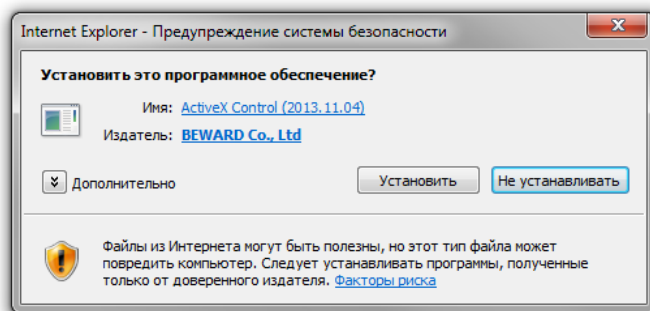 Internet Explorer - Предупреждение системы безопасности
Установить это программное обеспечение?
Имя: ActiveX Control (2013.11.04)
Издатель: BEWARD Co., Ltd
Дополнительно
Установить
Не устанавливать
Файлы из Интернета могут быть полезны, но этот тип файла может
повредить компьютер. Следует устанавливать программы, полученные
только от доверенного издателя. Факторы риска